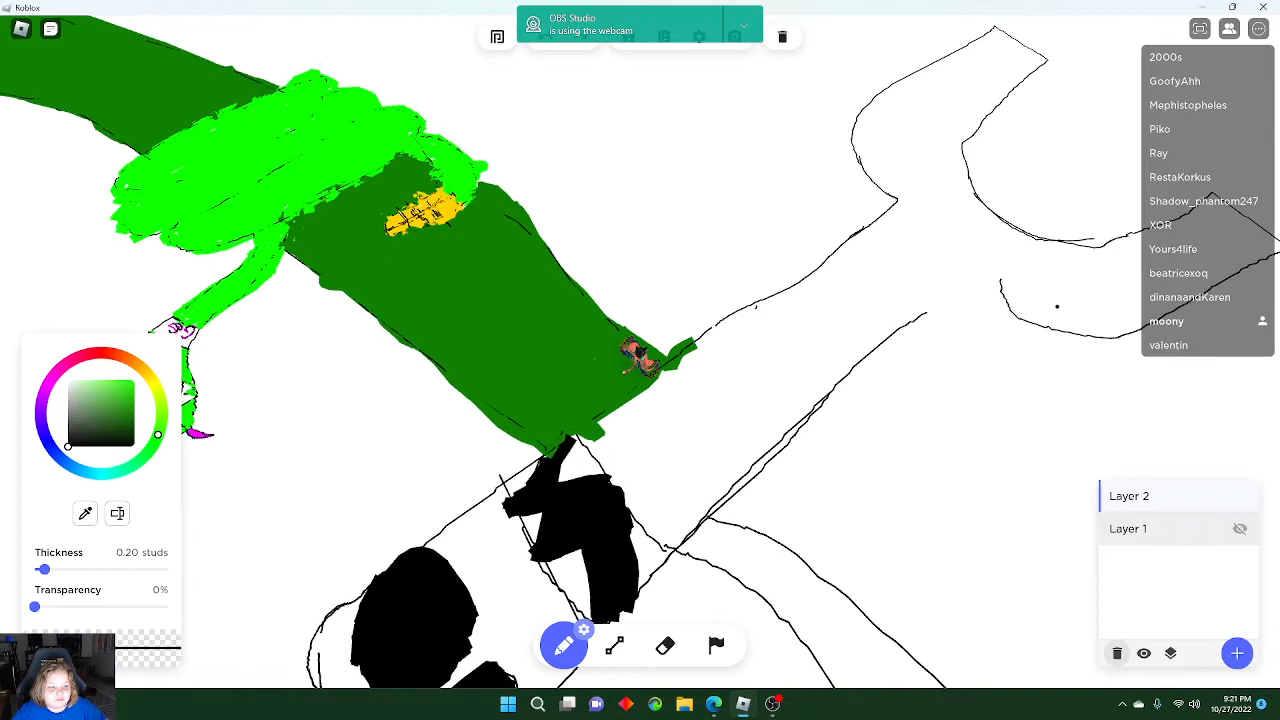 Roblox
OBS Studio
is using the webcam
2000s
GoofyAhh
Mephistopheles
Piko
Ray
RestaKorkus
Shadow_phantom247
XOR
Yours4life
beatricexoq
dinanaandKaren
moony
valentin
Thickness 0.20 studs
Transparency 0%
Layer 2
Layer 1
9:21 PM
10/27/2022